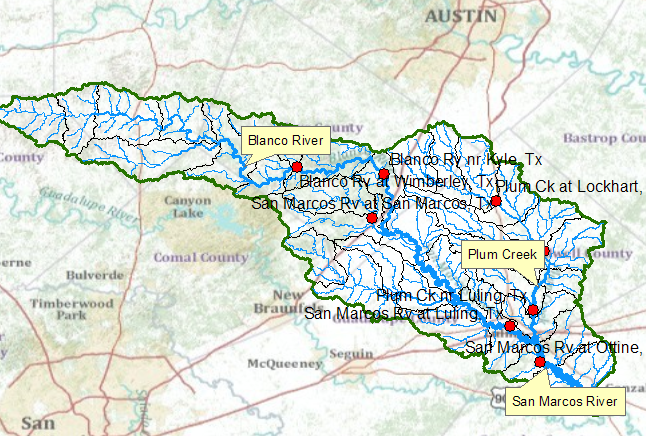 AUSTIN
Blanco River
County
Bastrop Cou
Blanco Rv nr Kyle, Tx
County
Blanco Rv at Wimberley, Tx
Plum Ck at Lockhart,
Guadalupe River
Canyon
Lake
San Marcos Rv at San Marcos, Tx
Plum Creek
County
Comal County
erne
Bulverde
New
Braunfels
Plum Ck nr Luling, Tx
Timberwood
Park
San Marcos Rv at Luling, Tx
San Marcos Rv at Ottine,
Seguin
McQueeney
Gonza
San Marcos River
San